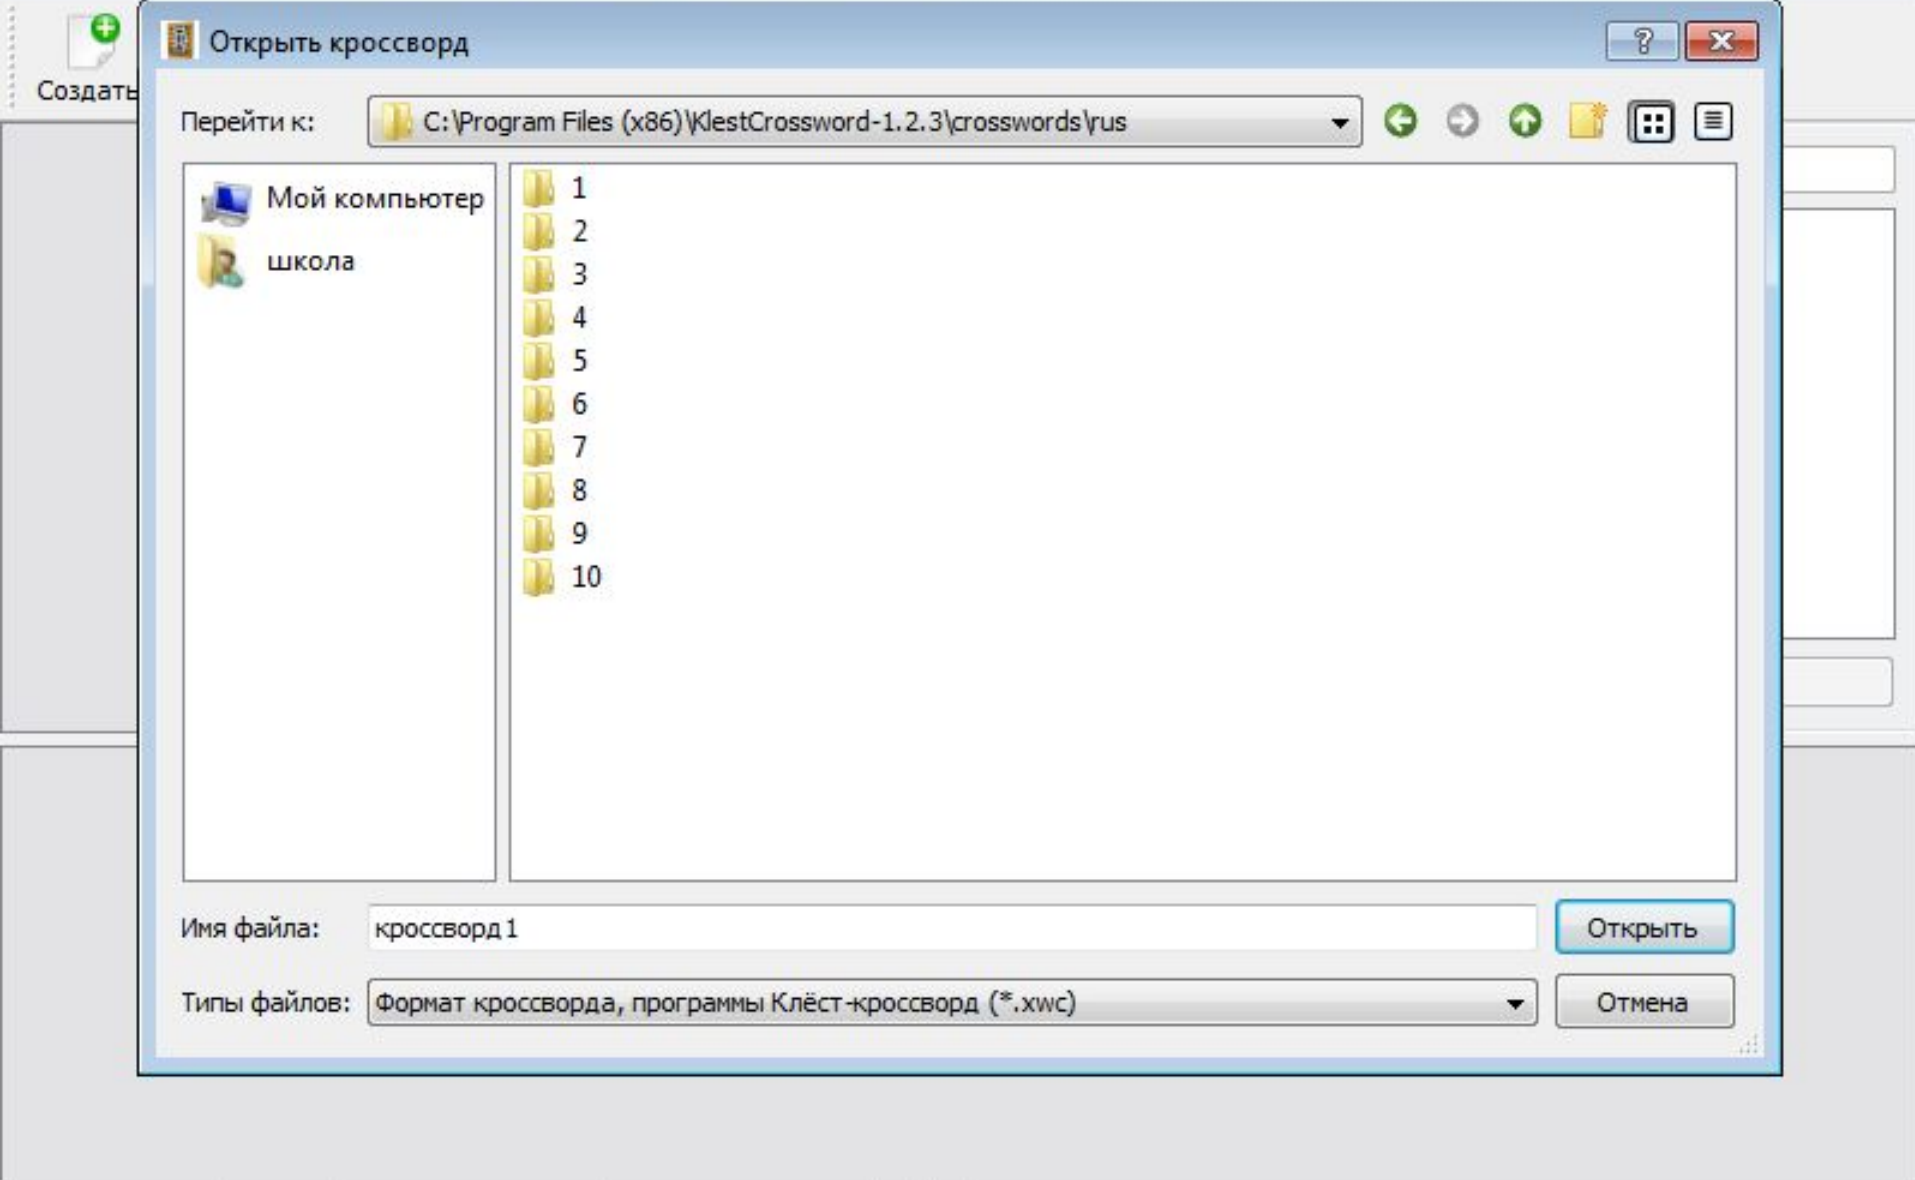 Создать
Открыть кроссворд
Перейти к:
C:\Program Files (x86)\KlestCrossword-1.2.3\crosswords\rus
Мой компьютер
школа
1
2
3
4
5
6
7
8
9
10
Имя файла:
кроссворд1
Открыть
Типы файлов:
Формат кроссворда, программы Клёст-кроссворд (*.xwc)
Отмена